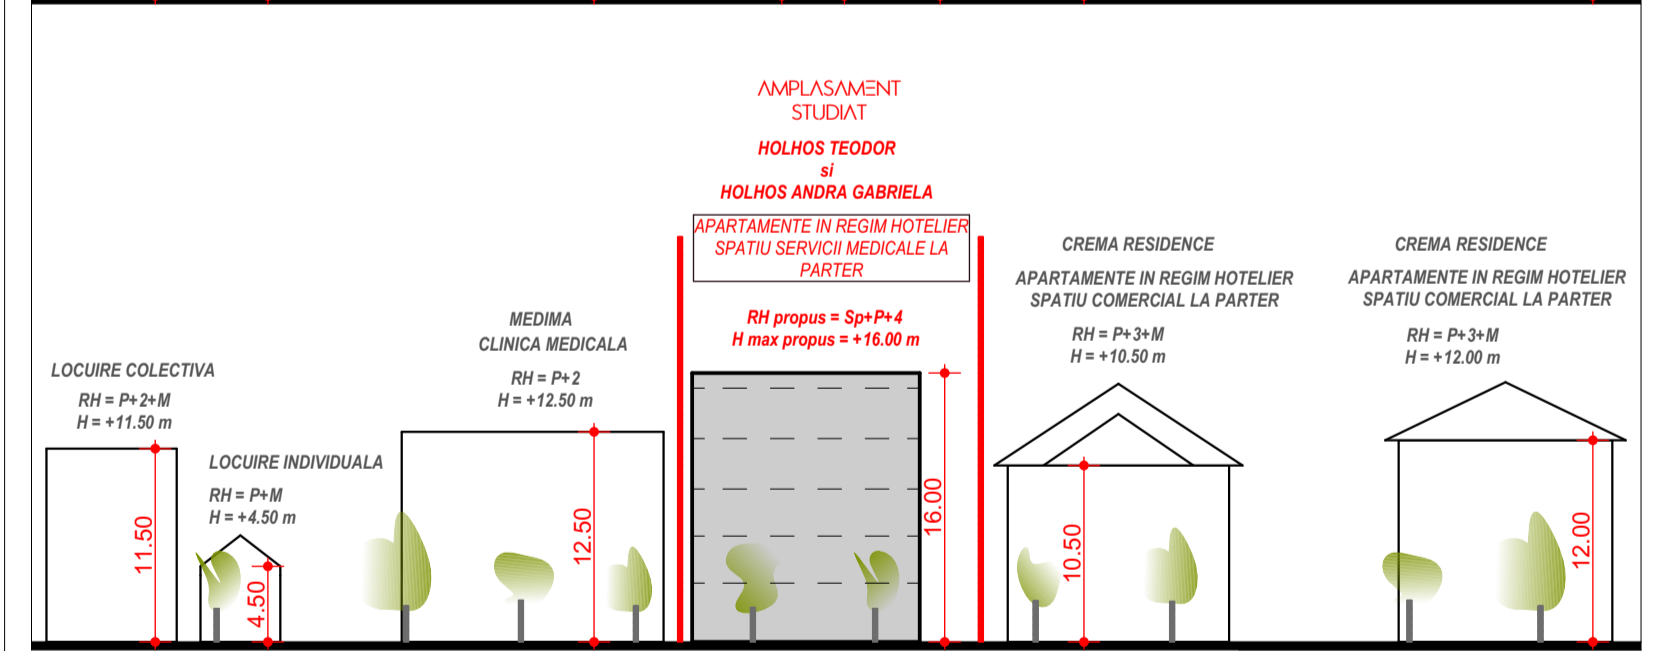 AMPLASAMENT
STUDIAT
HOLHOS TEODOR
si
HOLHOS ANDRA GABRIELA
APARTAMENTE IN REGIM HOTELIER
SPATIU SERVICII MEDICALE LA
PARTER
RH propus = Sp+P+4
H max propus = +16.00 m
16.00
LOCUIRE COLECTIVA
RH = P+2+M
H = +11.50 m
11.50
LOCUIRE INDIVIDUALA
RH = P+M
H = +4.50 m
4.50
MEDIMA
CLINICA MEDICALA
RH = P+2
H = +12.50 m
12.50
CREMA RESIDENCE
APARTAMENTE IN REGIM HOTELIER
SPATIU COMERCIAL LA PARTER
RH = P+3+M
H = +10.50 m
10.50
CREMA RESIDENCE
APARTAMENTE IN REGIM HOTELIER
SPATIU COMERCIAL LA PARTER
RH = P+3+M
H = +12.00 m
12.00